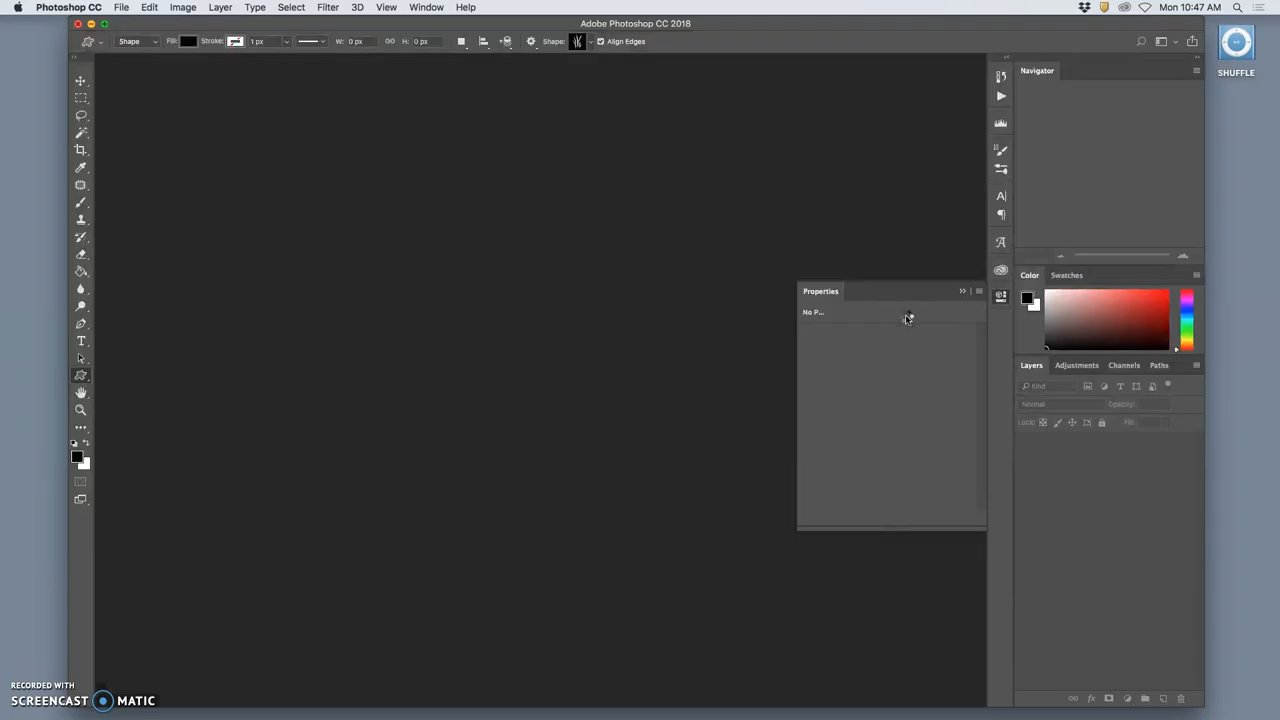 Photoshop CC File Edit Image Layer Type Select Filter 3D View Window Help Mon 10:47 AM
Adobe Photoshop CC 2018
Shape Fill: Stroke: 1 px W: 0 px H: 0 px Shape: Align Edges
SHUFFLE
Navigator
Color Swatches
Properties
No P...
Layers Adjustments Channels Paths
Kind
Normal Opacity:
Lock: Fill:
RECORDED WITH
SCREENCAST MATIC